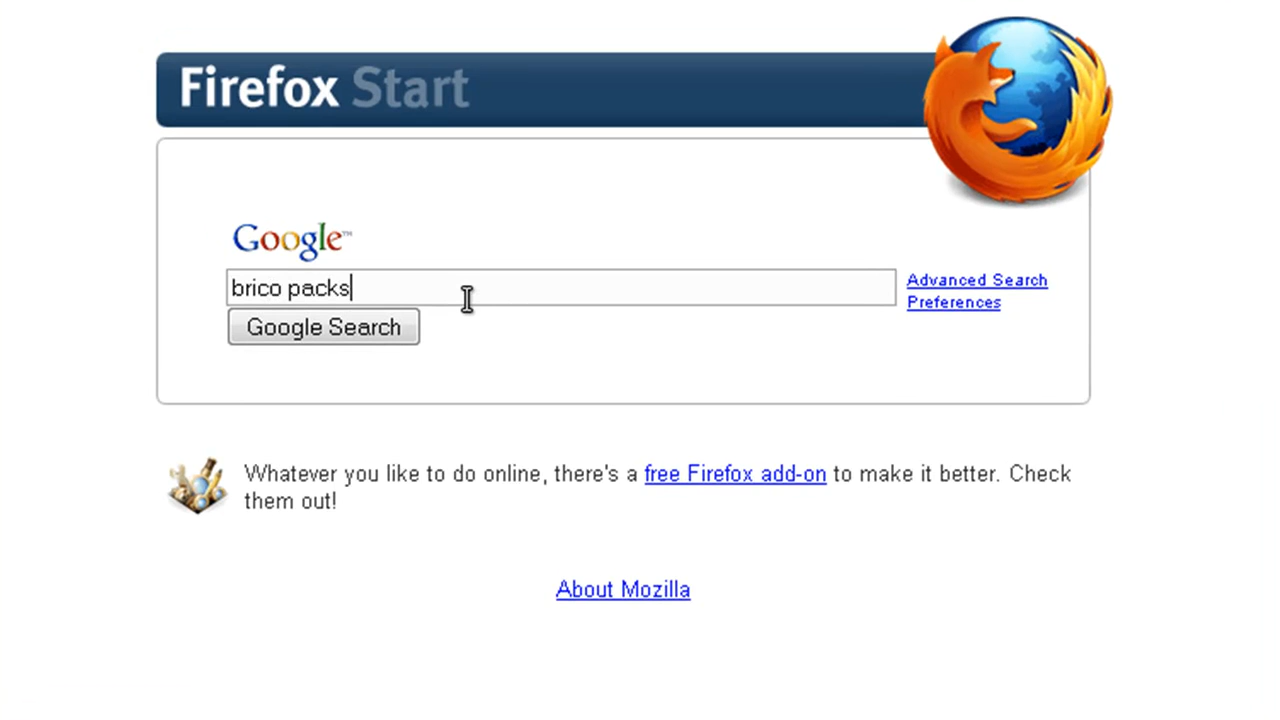 Firefox Start
Google™
brico packs
Advanced Search
Preferences
Google Search
Whatever you like to do online, there's a free Firefox add-on to make it better. Check
them out!
About Mozilla